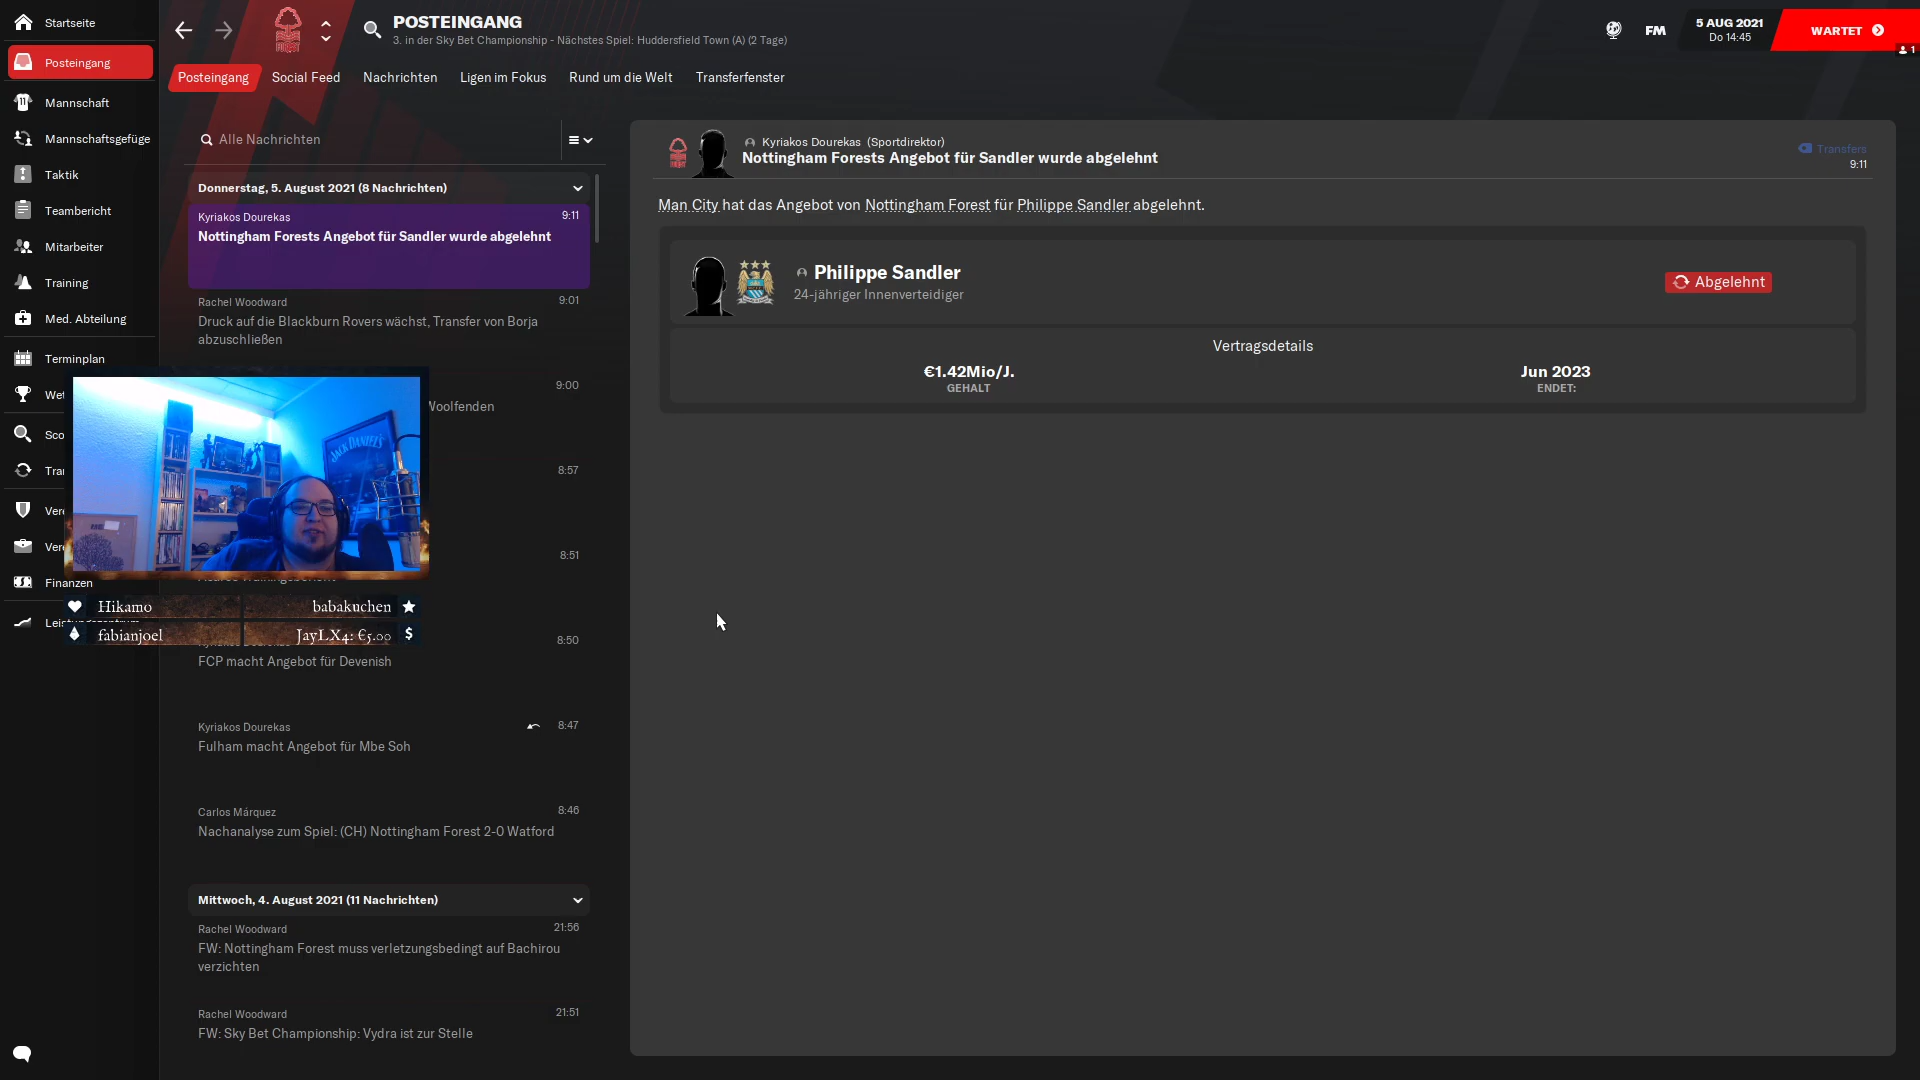 Startseite
Posteingang
Mannschaft
Mannschaftsgefüge
Taktik
Teambericht
Mitarbeiter
Training
Med. Abteilung
Terminplan
Finanzen
POSTEINGANG
3. in der Sky Bet Championship - Nächstes Spiel: Huddersfield Town (A) (2 Tage)
FM
5 AUG 2021
Do 14:45
WARTET
1
Posteingang
Social Feed
Nachrichten
Ligen im Fokus
Rund um die Welt
Transferfenster
Alle Nachrichten
Donnerstag, 5. August 2021 (8 Nachrichten)
Kyriakos Dourekas
9:11
Nottingham Forests Angebot für Sandler wurde abgelehnt
Rachel Woodward
9:01
Druck auf die Blackburn Rovers wächst, Transfer von Borja
abzuschließen
9:00
Woolfenden
8:57
8:51
JACK DANIEL'S
Hikamo
babakuchen
fabianjoel
JayLX4: €5.00
$
8:50
FCP macht Angebot für Devenish
Kyriakos Dourekas
8:47
Fulham macht Angebot für Mbe Soh
Carlos Márquez
8:46
Nachanalyse zum Spiel: (CH) Nottingham Forest 2-0 Watford
Mittwoch, 4. August 2021 (11 Nachrichten)
Rachel Woodward
21:56
FW: Nottingham Forest muss verletzungsbedingt auf Bachirou
verzichten
Rachel Woodward
21:51
FW: Sky Bet Championship: Vydra ist zur Stelle
Kyriakos Dourekas (Sportdirektor)
Nottingham Forests Angebot für Sandler wurde abgelehnt
Transfers
9:11
Man City hat das Angebot von Nottingham Forest für Philippe Sandler abgelehnt.
Philippe Sandler
24-jähriger Innenverteidiger
Abgelehnt
Vertragsdetails
€1.42Mio/J.
GEHALT
Jun 2023
ENDET: